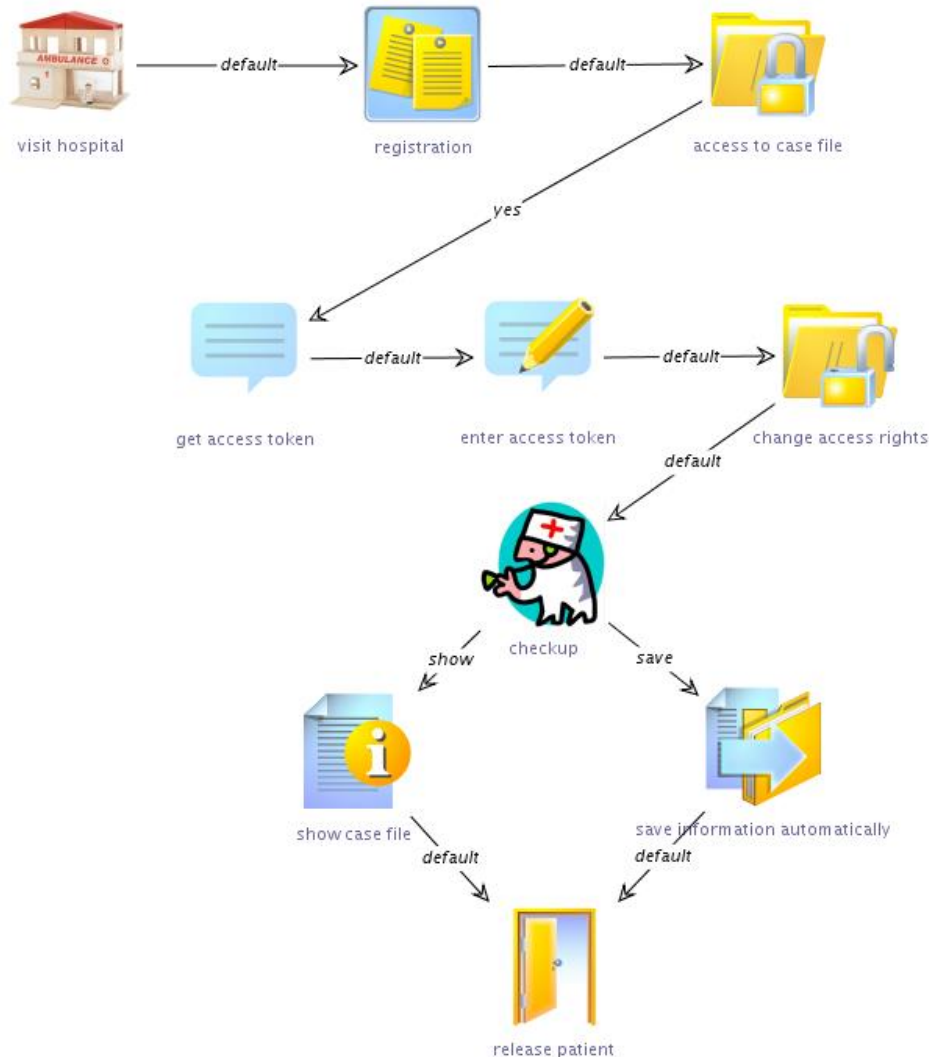 AMBULANCE
default
default
visit hospital
registration
access to case file
yes
default
default
get access token
enter access token
change access rights
default
checkup
show
save
i
show case file
save information automatically
default
default
release patient